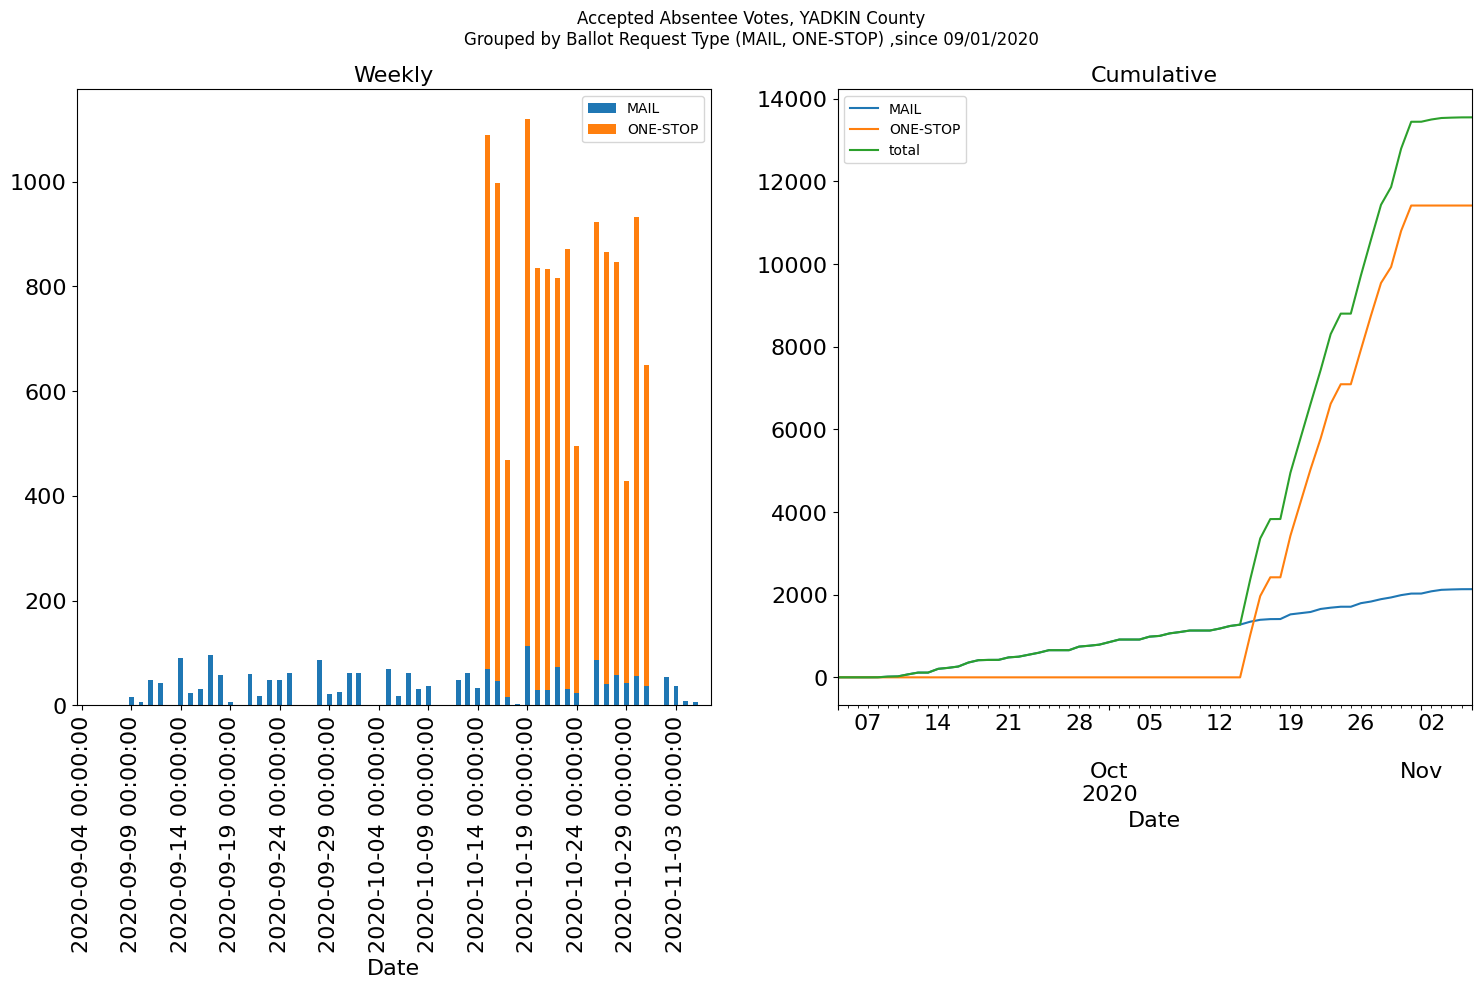 Accepted Absentee Votes, YADKIN County
Grouped by Ballot Request Type (MAIL, ONE-STOP) ,since 09/01/2020
Weekly
MAIL
ONE-STOP
1000
800
600
400
200
0
2020-09-04 00:00:00
2020-09-09 00:00:00
2020-09-14 00:00:00
2020-09-19 00:00:00
2020-09-24 00:00:00
2020-09-29 00:00:00
2020-10-04 00:00:00
2020-10-09 00:00:00
2020-10-14 00:00:00
2020-10-19 00:00:00
2020-10-24 00:00:00
2020-10-29 00:00:00
2020-11-03 00:00:00
Date
Cumulative
MAIL
ONE-STOP
total
14000
12000
10000
8000
6000
4000
2000
0
07 14 21 28 05 12 19 26 02
Oct Nov
2020
Date